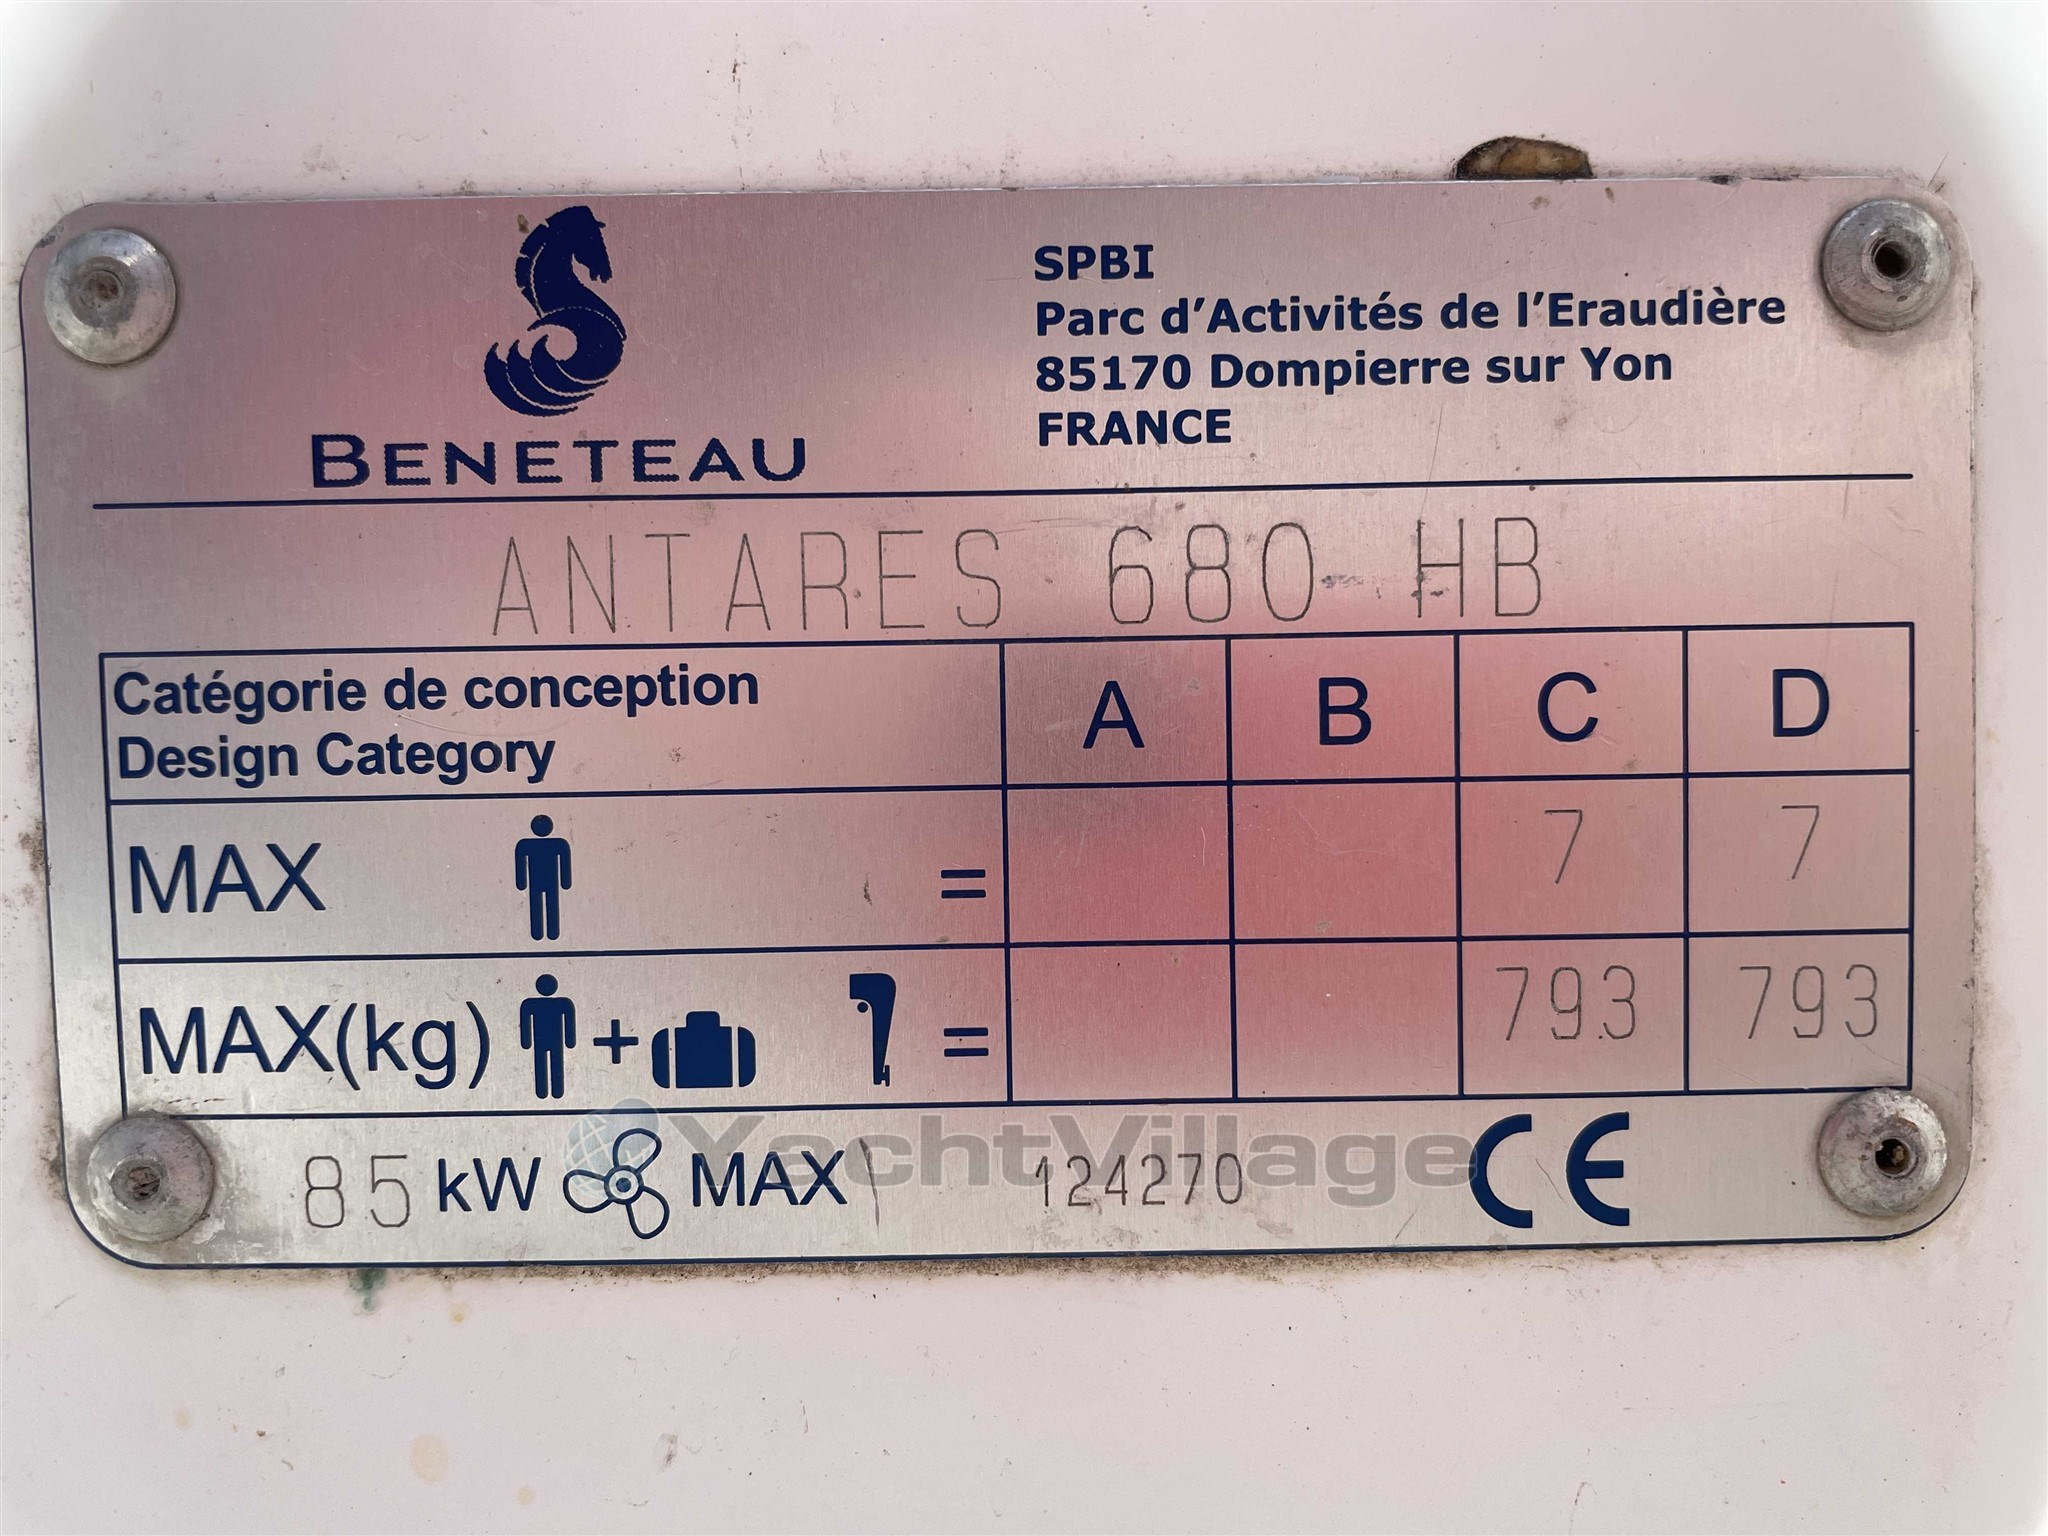 BENETEAU
SPBI
Parc d'Activités de l'Eraudière
85170 Dompierre sur Yon
FRANCE
ANTARES 680 HB
Catégorie de conception
Design Category
A B C D
MAX = 7 7
MAX(kg) + = 793 793
85 kW MAX 124270 CE
YachtVillage